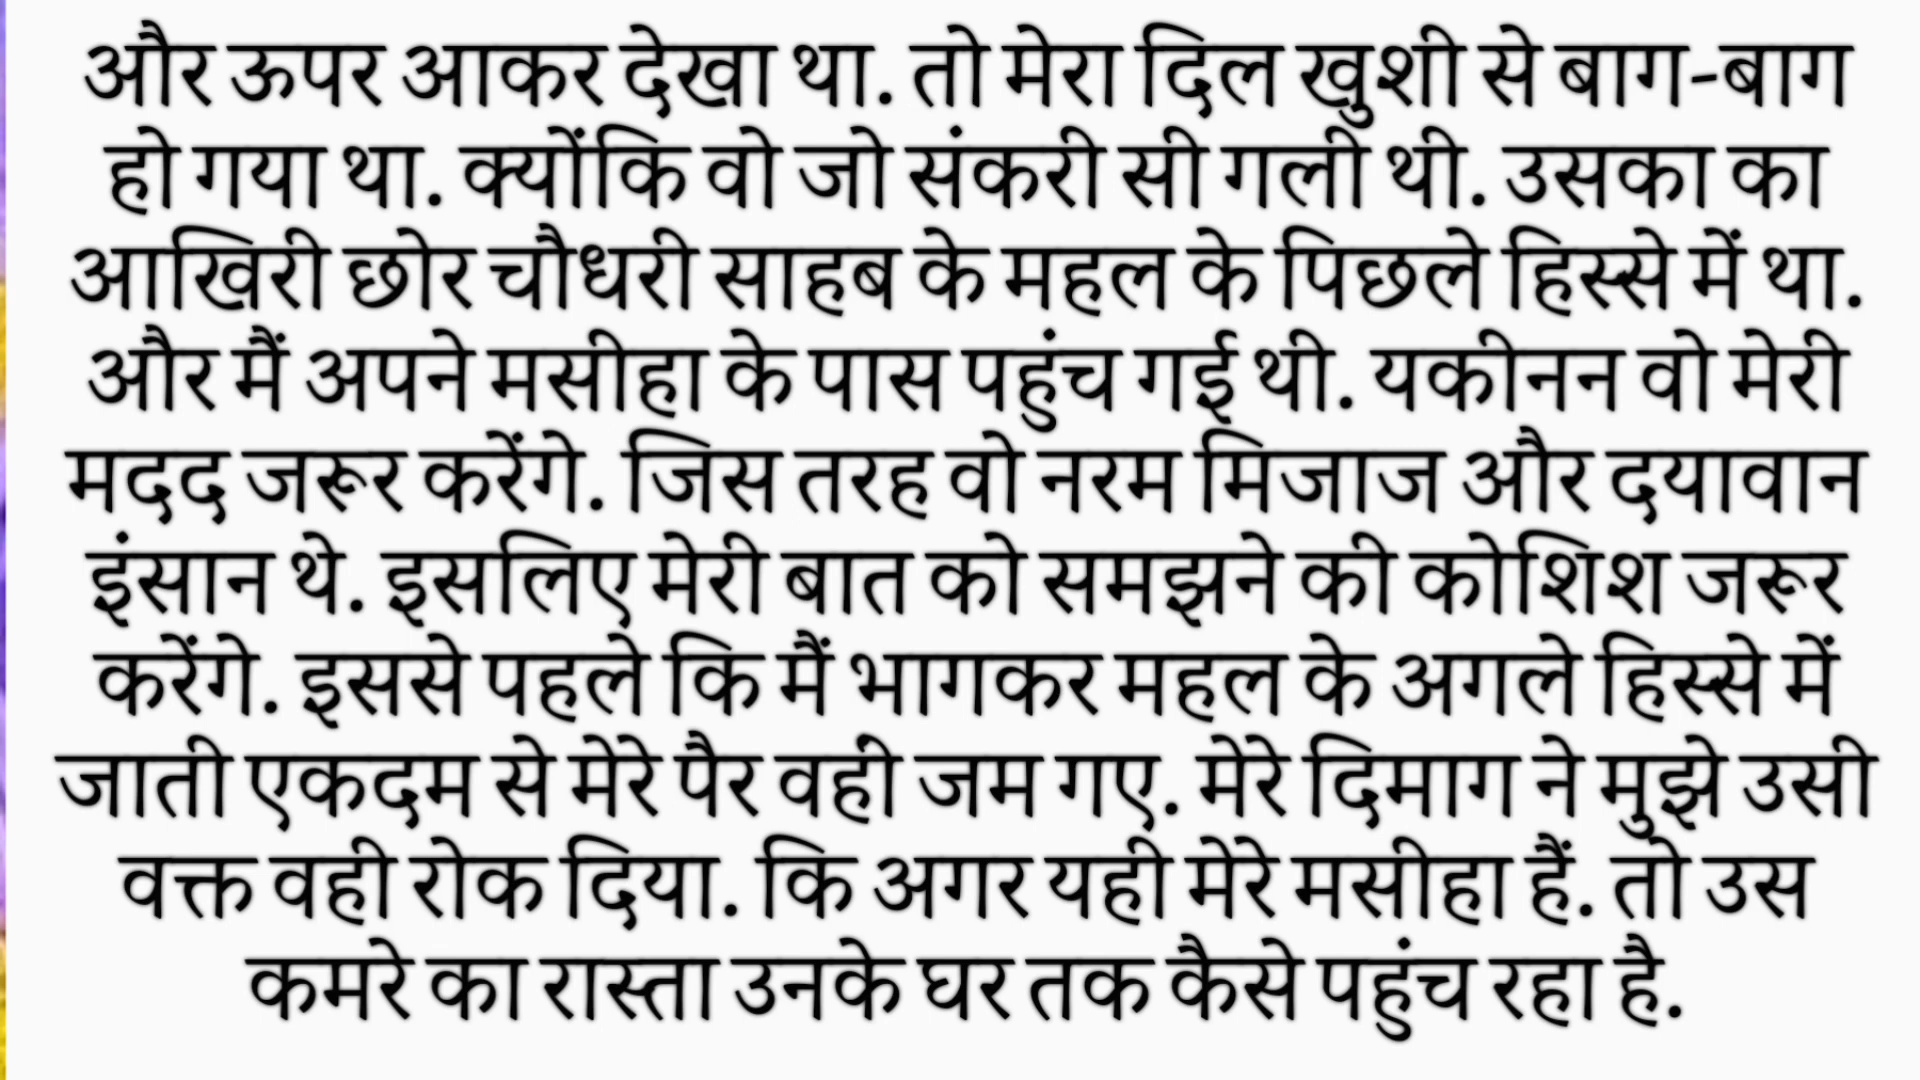 और ऊपर आकर देखा था. तो मेरा दिल खुशी से बाग-बाग
हो गया था. क्योंकि वो जो संकरी सी गली थी. उसका का
आखिरी छोर चौधरी साहब के महल के पिछले हिस्से में था.
और मैं अपने मसीहा के पास पहुंच गई थी. यकीनन वो मेरी
मदद जरूर करेंगे. जिस तरह वो नरम मिजाज और दयावान
इंसान थे. इसलिए मेरी बात को समझने की कोशिश जरूर
करेंगे. इससे पहले कि मैं भागकर महल के अगले हिस्से में
जाती एकदम से मेरे पैर वही जम गए. मेरे दिमाग ने मुझे उसी
वक्त वही रोक दिया. कि अगर यही मेरे मसीहा हैं. तो उस
कमरे का रास्ता उनके घर तक कैसे पहुंच रहा है.